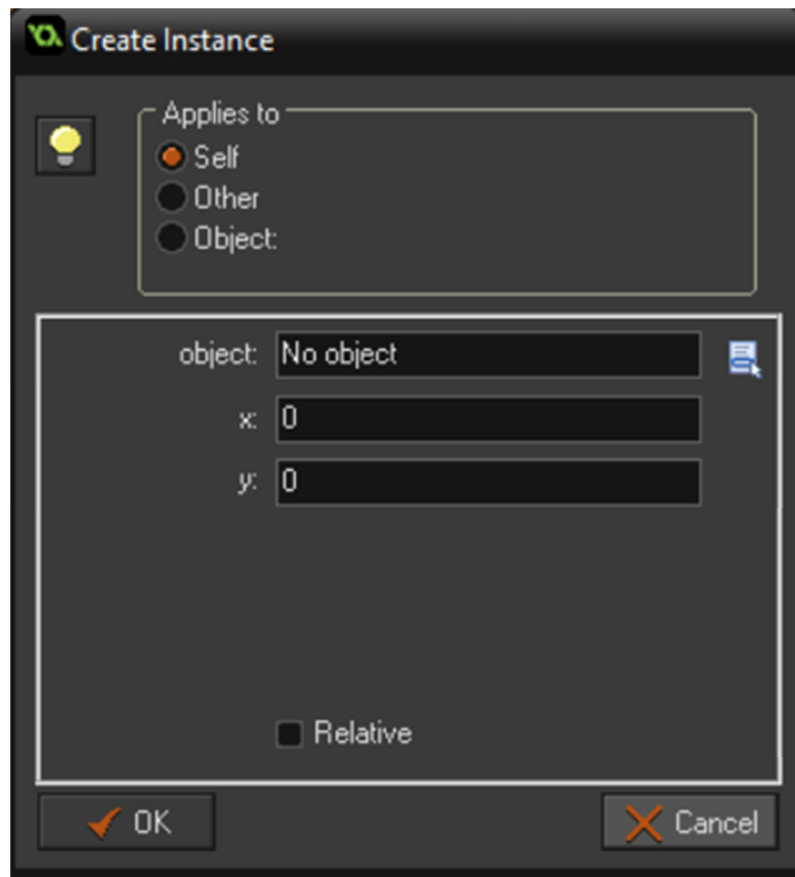 Create Instance
Applies to
Self
Other
Object:
object: No object
x: 0
y: 0
Relative
OK Cancel